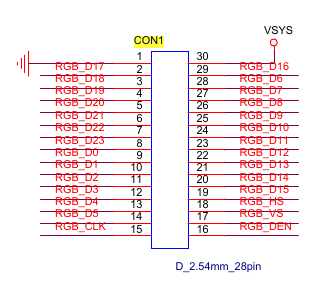 VSYS
CON1
1 30
RGB_D17 2 29 RGB_D16
RGB_D18 3 28 RGB_D6
RGB_D19 4 27 RGB_D7
RGB_D20 5 26 RGB_D8
RGB_D21 6 25 RGB_D9
RGB_D22 7 24 RGB_D10
RGB_D23 8 23 RGB_D11
RGB_D0 9 22 RGB_D12
RGB_D1 10 21 RGB_D13
RGB_D2 11 20 RGB_D14
RGB_D3 12 19 RGB_D15
RGB_D4 13 18 RGB_HS
RGB_D5 14 17 RGB_VS
RGB_CLK 15 16 RGB_DEN
D_2.54mm_28pin